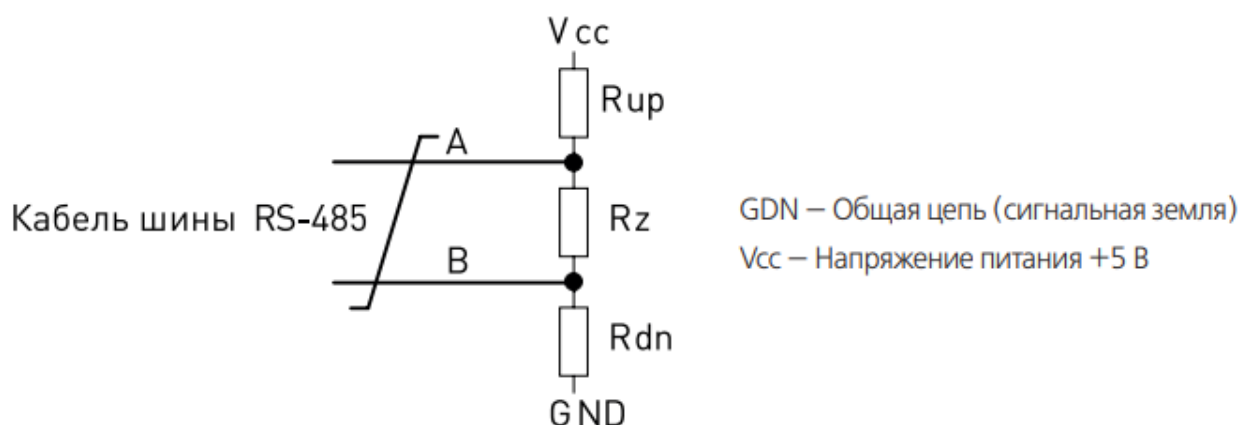 Vcc
Rup
A
Кабель шины RS-485
Rz
B
Rdn
GND
GDN — Общая цепь (сигнальная земля)
Vcc — Напряжение питания +5 В